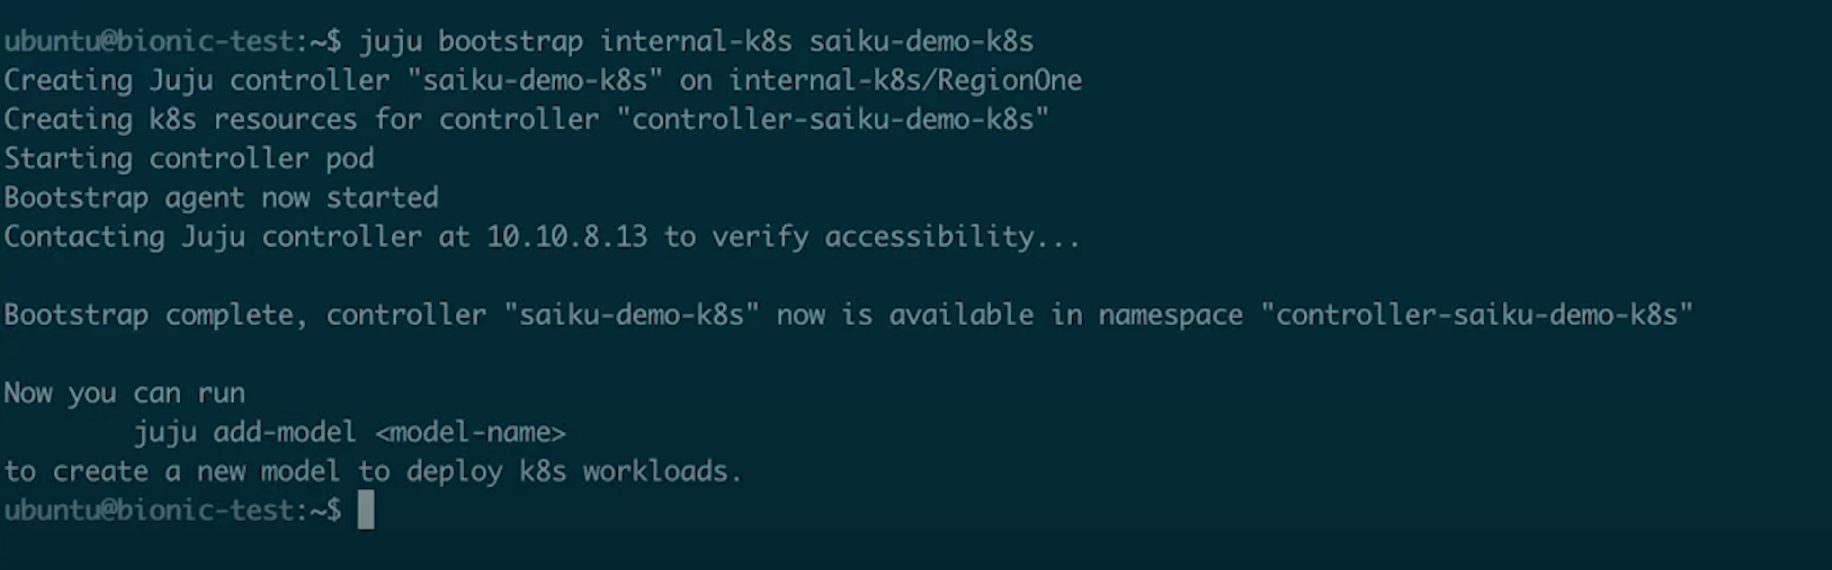 ubuntu@bionic-test:~$ juju bootstrap internal-k8s saiku-demo-k8s
Creating Juju controller "saiku-demo-k8s" on internal-k8s/RegionOne
Creating k8s resources for controller "controller-saiku-demo-k8s"
Starting controller pod
Bootstrap agent now started
Contacting Juju controller at 10.10.8.13 to verify accessibility...
Bootstrap complete, controller "saiku-demo-k8s" now is available in namespace "controller-saiku-demo-k8s"
Now you can run
juju add-model <model-name>
to create a new model to deploy k8s workloads.
ubuntu@bionic-test:~$